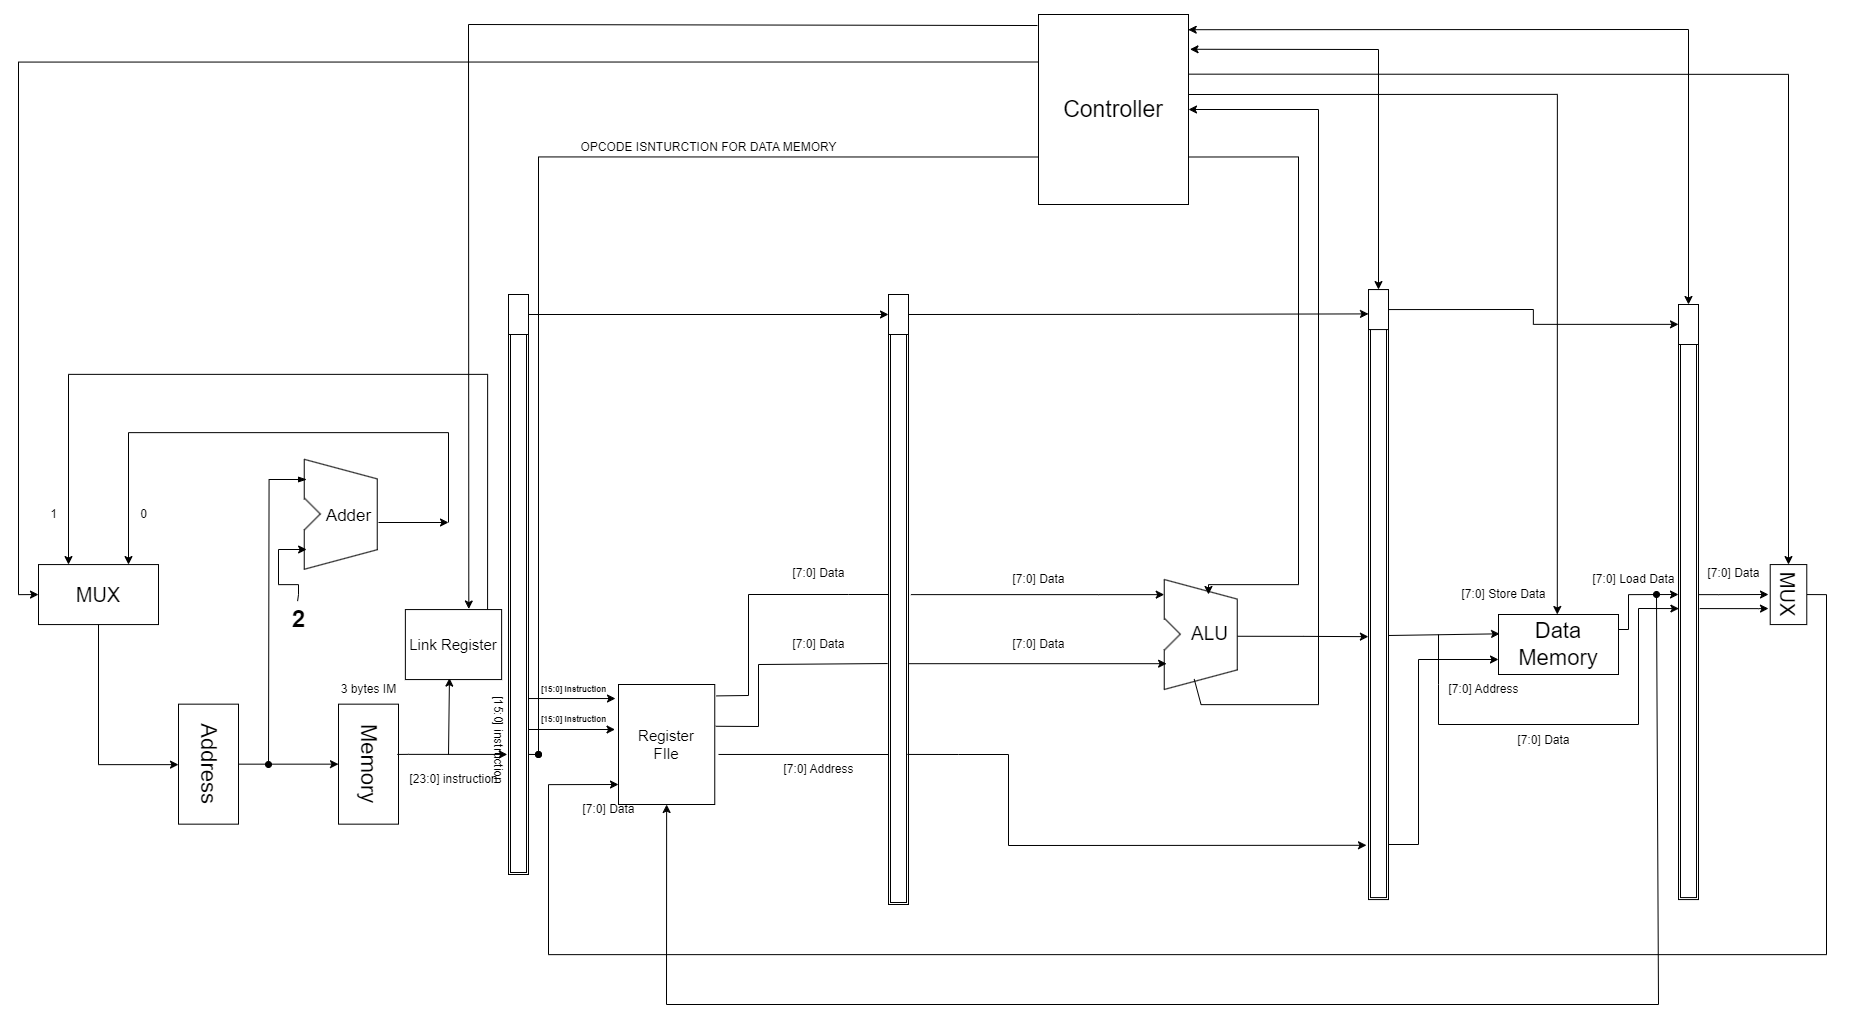 Controller
OPCODE ISNTURCTION FOR DATA MEMORY
1
0
Adder
MUX
2
Link Register
3 bytes IM
Address
Memory
[23:0] instruction
[15:0] instruction
[15:0] instruction
[15:0] instruction
Register
FIle
[7:0] Data
[7:0] Data
[7:0] Data
[7:0] Address
[7:0] Data
[7:0] Data
ALU
[7:0] Store Data
Data
Memory
[7:0] Address
[7:0] Data
[7:0] Load Data
[7:0] Data
MUX